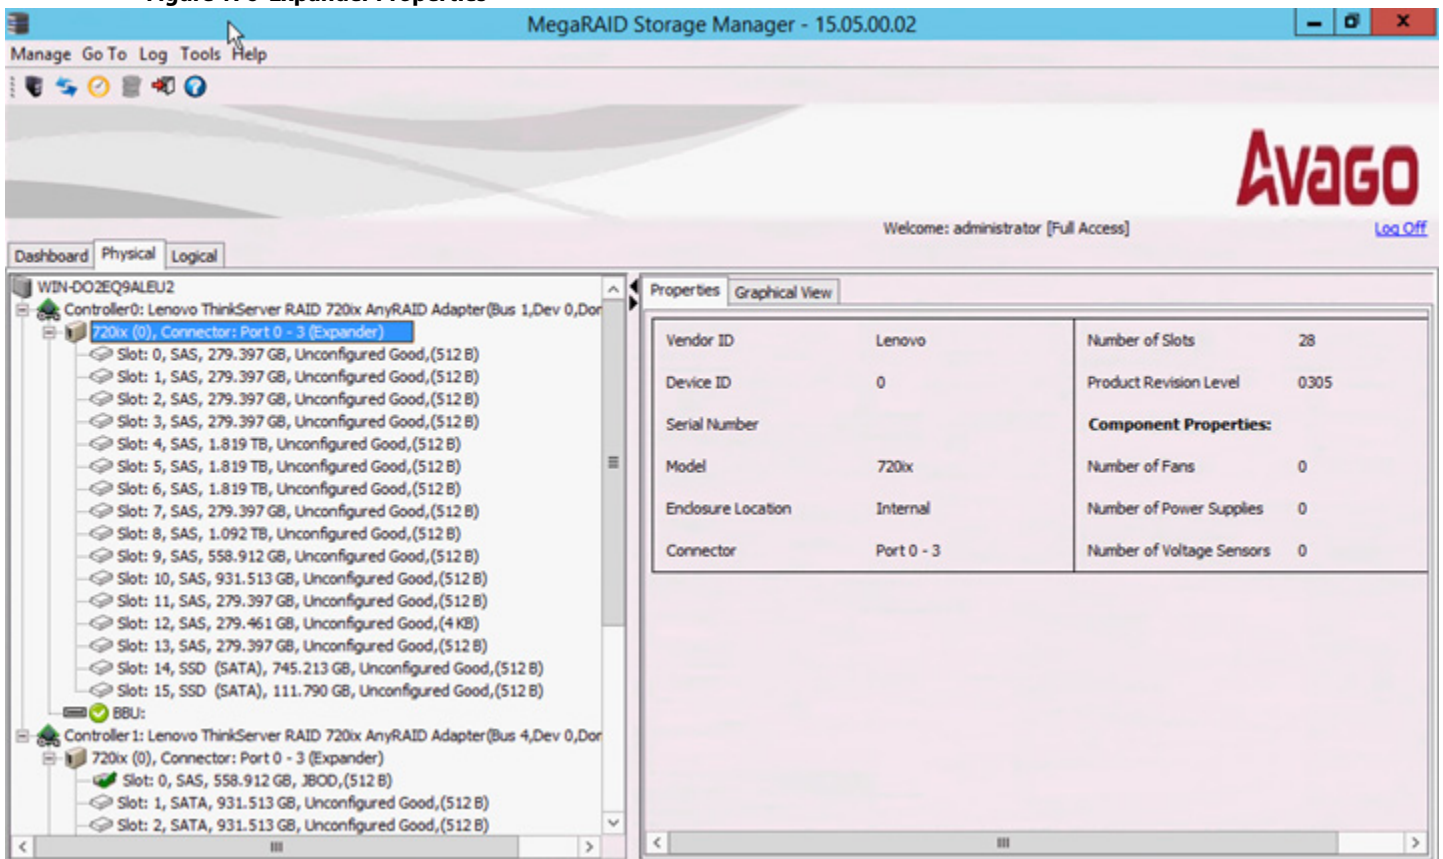 MegaRAID Storage Manager - 15.05.00.02
Manage Go To Log Tools Help
Avago
Welcome: administrator [Full Access]
Log Off
Dashboard Physical Logical
WIN-DO2EQ9ALEU2
Controller0: Lenovo ThinkServer RAID 720ix AnyRAID Adapter(Bus 1,Dev 0,Dor
720ix (0), Connector: Port 0 - 3 (Expander)
Slot: 0, SAS, 279.397 GB, Unconfigured Good,(512 B)
Slot: 1, SAS, 279.397 GB, Unconfigured Good,(512 B)
Slot: 2, SAS, 279.397 GB, Unconfigured Good,(512 B)
Slot: 3, SAS, 279.397 GB, Unconfigured Good,(512 B)
Slot: 4, SAS, 1.819 TB, Unconfigured Good,(512 B)
Slot: 5, SAS, 1.819 TB, Unconfigured Good,(512 B)
Slot: 6, SAS, 1.819 TB, Unconfigured Good,(512 B)
Slot: 7, SAS, 279.397 GB, Unconfigured Good,(512 B)
Slot: 8, SAS, 1.092 TB, Unconfigured Good,(512 B)
Slot: 9, SAS, 558.912 GB, Unconfigured Good,(512 B)
Slot: 10, SAS, 931.513 GB, Unconfigured Good,(512 B)
Slot: 11, SAS, 279.397 GB, Unconfigured Good,(512 B)
Slot: 12, SAS, 279.461 GB, Unconfigured Good,(4 KB)
Slot: 13, SAS, 279.397 GB, Unconfigured Good,(512 B)
Slot: 14, SSD (SATA), 745.213 GB, Unconfigured Good,(512 B)
Slot: 15, SSD (SATA), 111.790 GB, Unconfigured Good,(512 B)
BBU:
Controller1: Lenovo ThinkServer RAID 720ix AnyRAID Adapter(Bus 4,Dev 0,Dor
720ix (0), Connector: Port 0 - 3 (Expander)
Slot: 0, SAS, 558.912 GB, JBOD,(512 B)
Slot: 1, SATA, 931.513 GB, Unconfigured Good,(512 B)
Slot: 2, SATA, 931.513 GB, Unconfigured Good,(512 B)
Properties Graphical View
Vendor ID Lenovo Number of Slots 28
Device ID 0 Product Revision Level 0305
Serial Number Component Properties:
Model 720ix Number of Fans 0
Enclosure Location Internal Number of Power Supplies 0
Connector Port 0 - 3 Number of Voltage Sensors 0